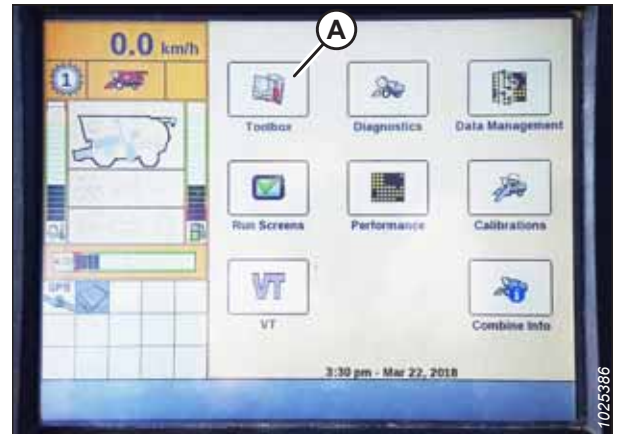 A
0.0 km/h
1
Toolbox
Diagnostics
Data Management
Run Screens
Performance
Calibrations
GPS
VT
VT
Combine Info
3:30 pm - Mar 22, 2018
1025386